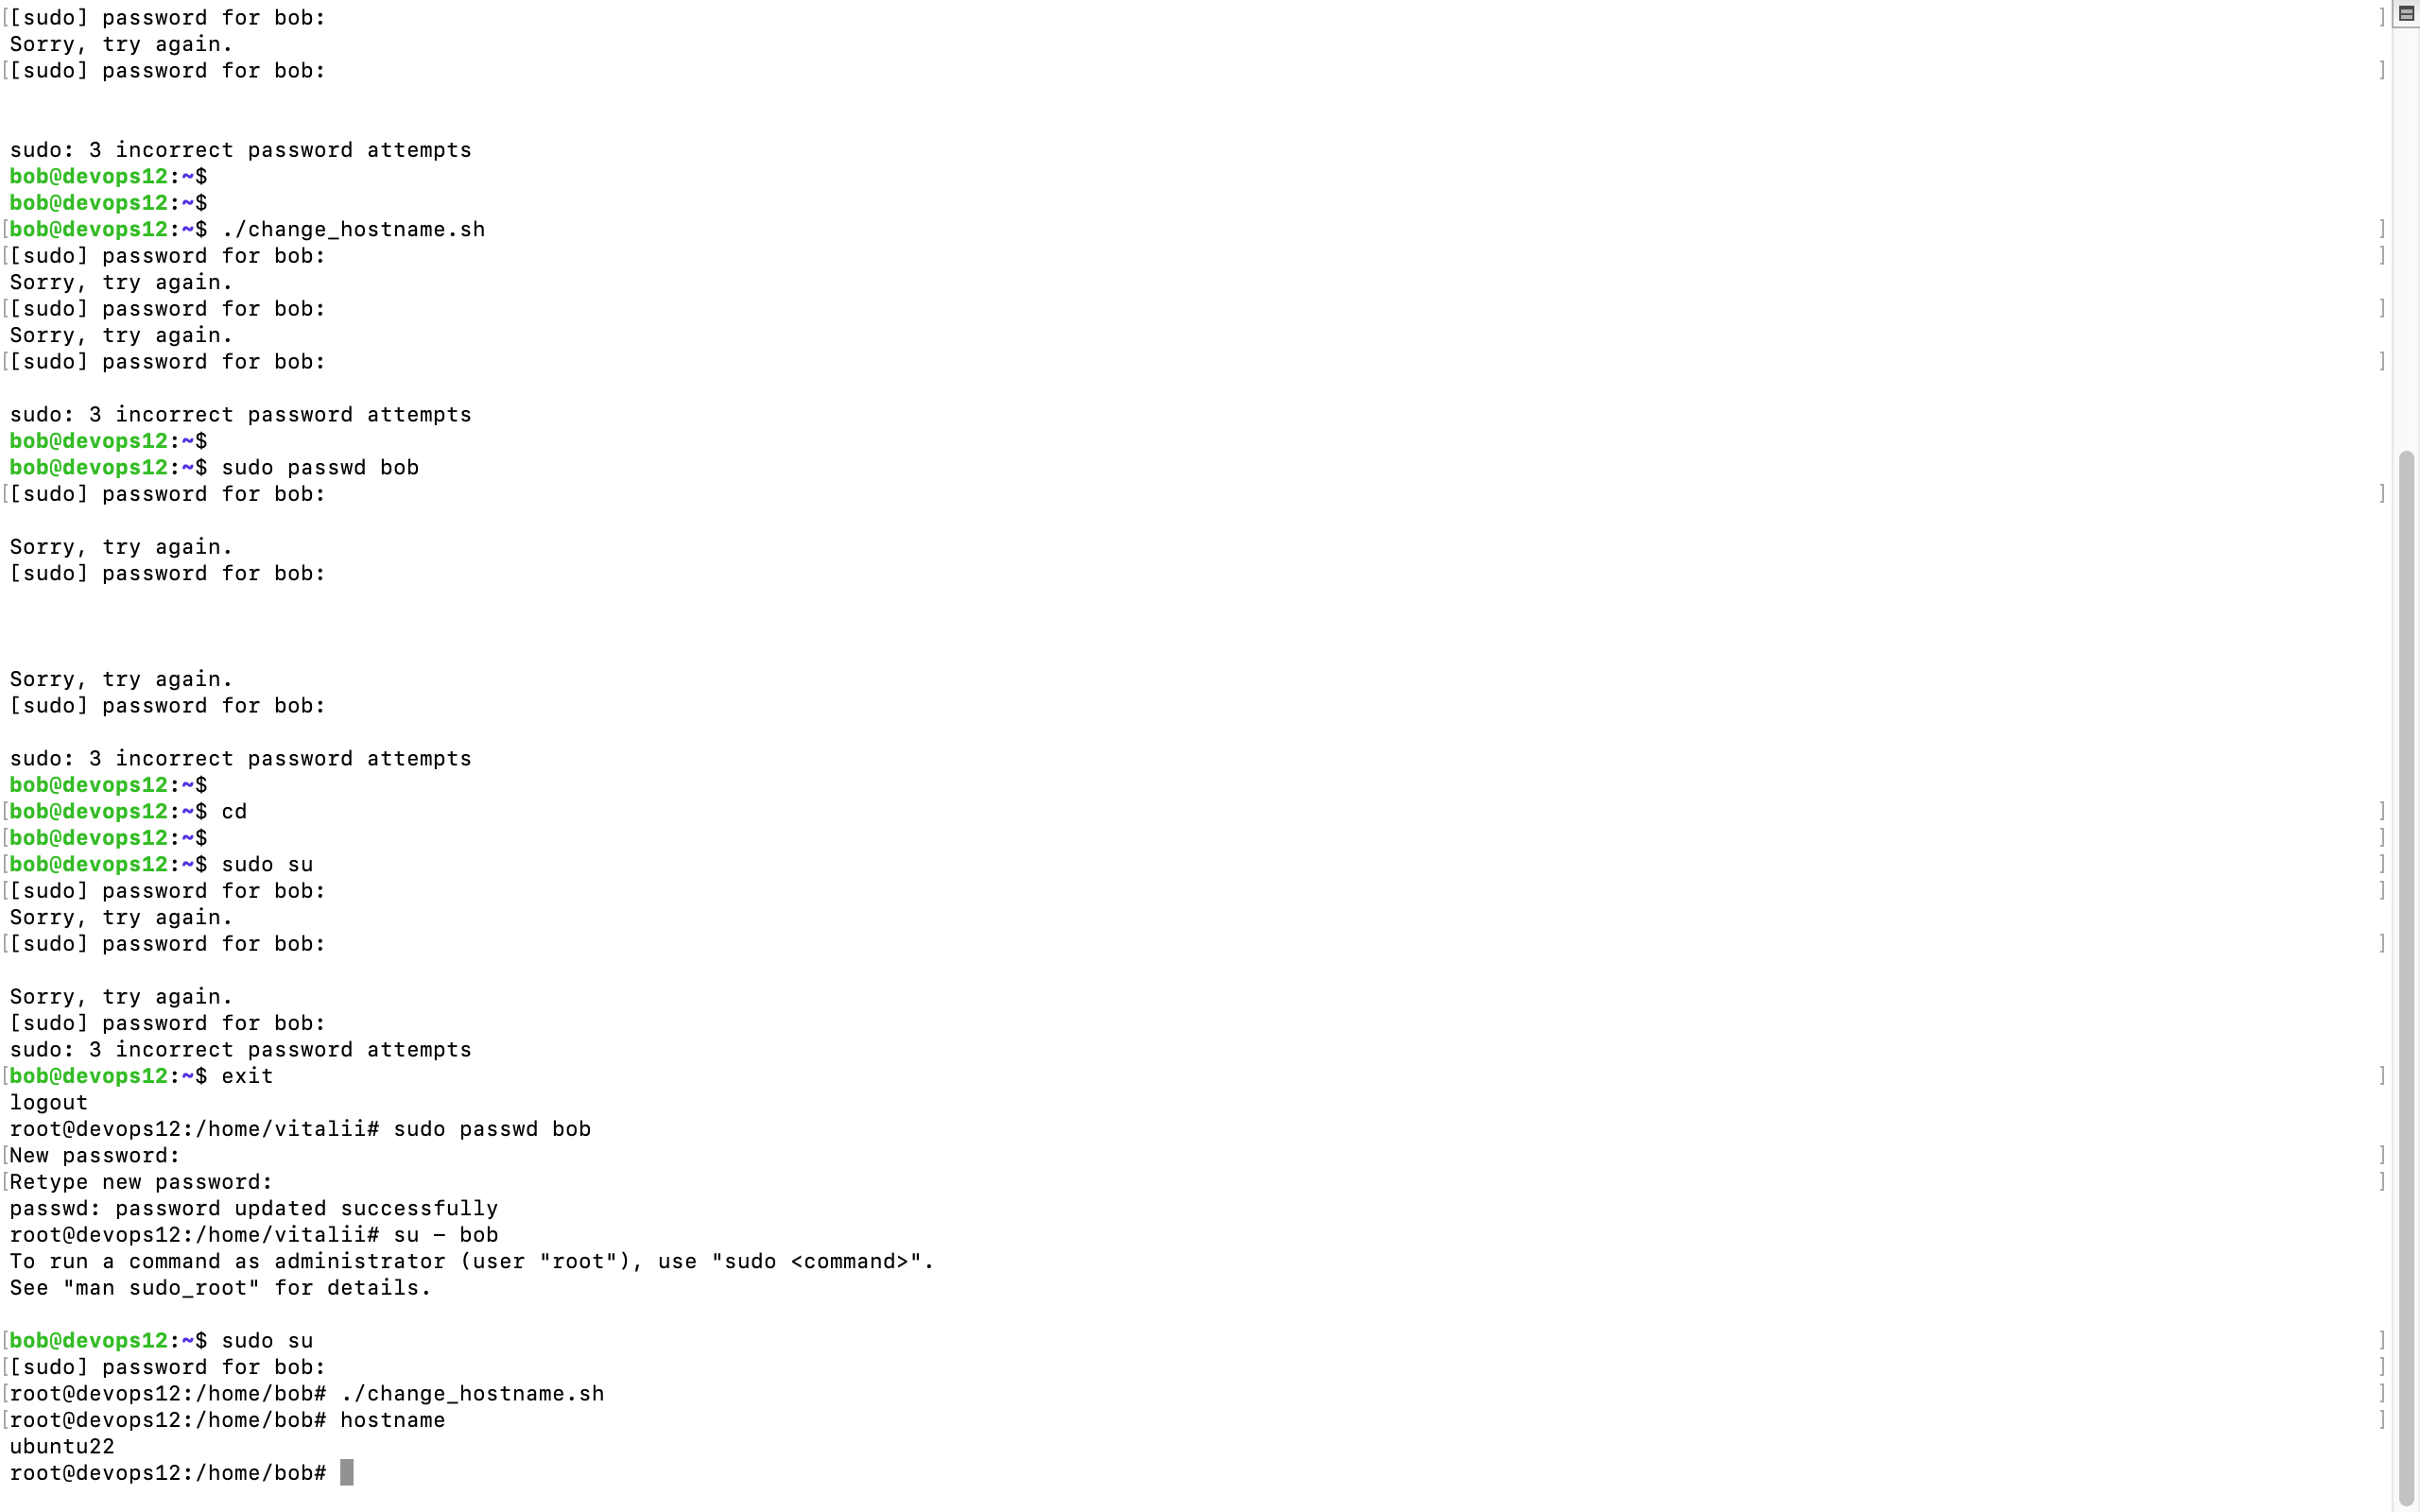 [[sudo] password for bob: ]
Sorry, try again.
[[sudo] password for bob: ]
sudo: 3 incorrect password attempts
bob@devops12:~$
bob@devops12:~$
[bob@devops12:~$ ./change_hostname.sh ]
[[sudo] password for bob: ]
Sorry, try again.
[[sudo] password for bob: ]
Sorry, try again.
[[sudo] password for bob: ]
sudo: 3 incorrect password attempts
bob@devops12:~$
bob@devops12:~$ sudo passwd bob
[[sudo] password for bob: ]
Sorry, try again.
[sudo] password for bob:
Sorry, try again.
[sudo] password for bob:
sudo: 3 incorrect password attempts
bob@devops12:~$
[bob@devops12:~$ cd ]
[bob@devops12:~$ ]
[bob@devops12:~$ sudo su ]
[[sudo] password for bob: ]
Sorry, try again.
[[sudo] password for bob: ]
Sorry, try again.
[sudo] password for bob:
sudo: 3 incorrect password attempts
[bob@devops12:~$ exit ]
logout
root@devops12:/home/vitalii# sudo passwd bob
[New password: ]
[Retype new password: ]
passwd: password updated successfully
root@devops12:/home/vitalii# su - bob
To run a command as administrator (user "root"), use "sudo <command>".
See "man sudo_root" for details.
[bob@devops12:~$ sudo su ]
[[sudo] password for bob: ]
[root@devops12:/home/bob# ./change_hostname.sh ]
[root@devops12:/home/bob# hostname ]
ubuntu22
root@devops12:/home/bob#